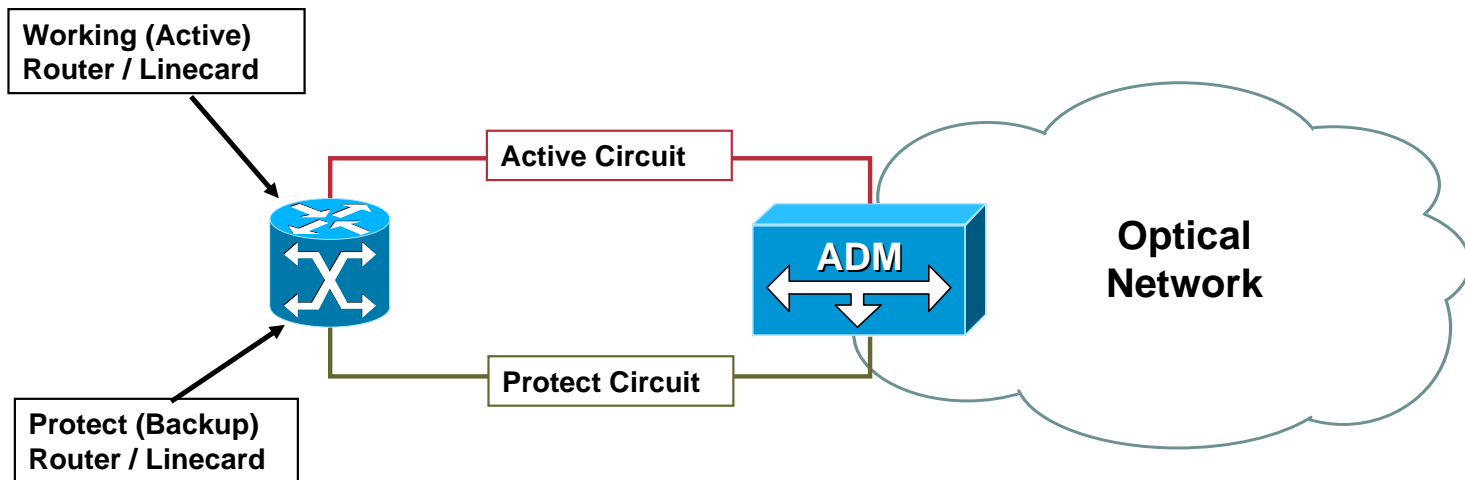 Working (Active)
Router / Linecard
Active Circuit
ADM
Optical
Network
Protect Circuit
Protect (Backup)
Router / Linecard